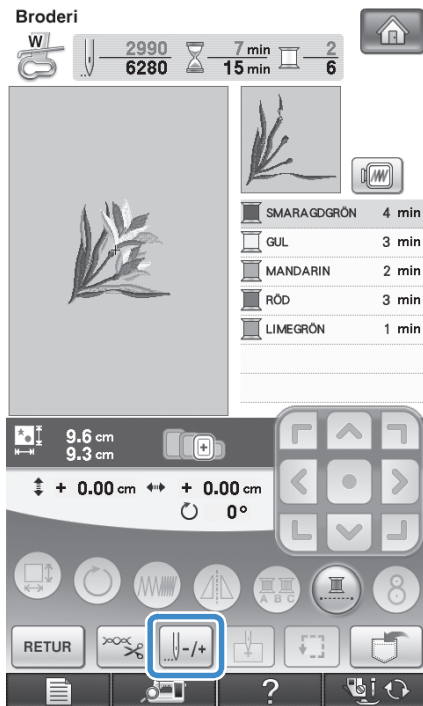 Broderi
W
2990 7 min 2
6280 15 min 6
SMARAGDGRÖN 4 min
GUL 3 min
MANDARIN 2 min
RÖD 3 min
LIMEGRÖN 1 min
9.6 cm
9.3 cm
+ 0.00 cm + 0.00 cm
0°
A B C
RETUR -/+
?